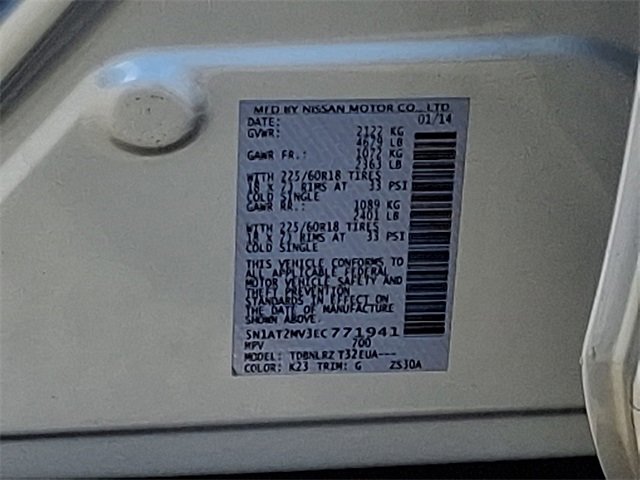 MFD BY NISSAN MOTOR CO., LTD
DATE: 01/14
GVWR: 2122 KG
4679 LB
GAWR FR.: 1072 KG
2363 LB
WITH 225/60R18 TIRES
18 X 7J RIMS AT 33 PSI
COLD SINGLE
GAWR RR.: 1089 KG
2401 LB
WITH 225/60R18 TIRES
18 X 7J RIMS AT 33 PSI
COLD SINGLE
THIS VEHICLE CONFORMS TO
ALL APPLICABLE FEDERAL
MOTOR VEHICLE SAFETY AND
THEFT PREVENTION
STANDARDS IN EFFECT ON
THE DATE OF MANUFACTURE
SHOWN ABOVE.
5N1AT2MV3EC771941
MPV 700
MODEL: TDBNLRZ T32EUA---
COLOR: K23 TRIM: G ZS30A